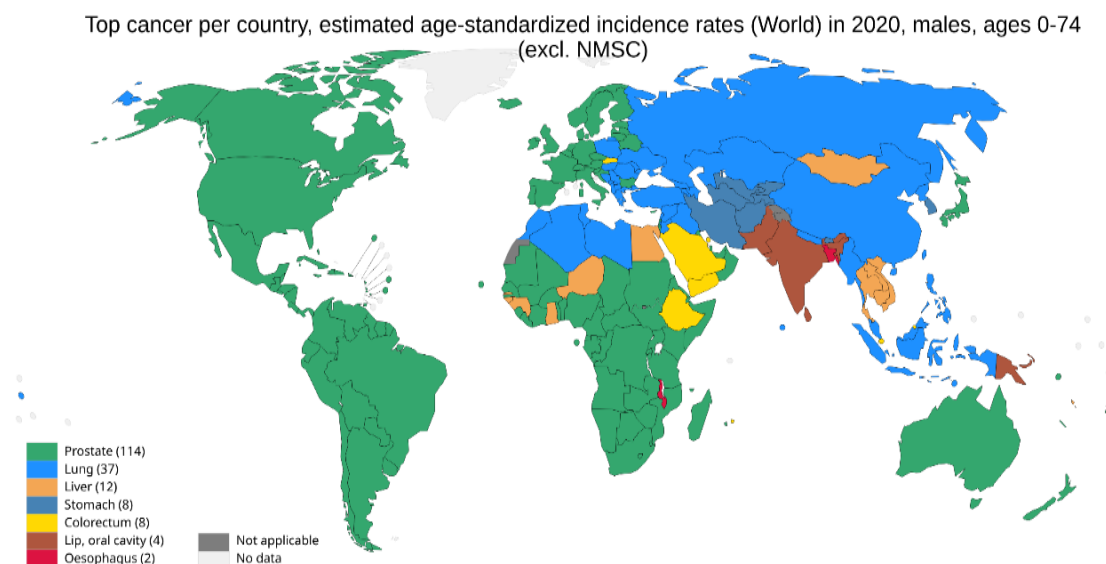 Top cancer per country, estimated age-standardized incidence rates (World) in 2020, males, ages 0-74
(excl. NMSC)
Prostate (114)
Lung (37)
Liver (12)
Stomach (8)
Colorectum (8)
Lip, oral cavity (4)
Oesophagus (2)
Not applicable
No data